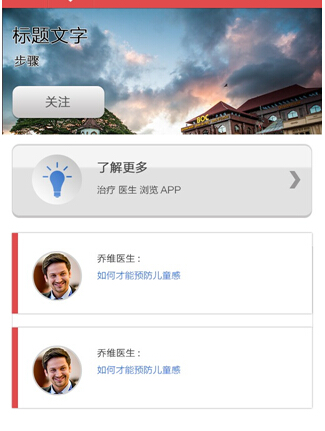 标题文字
步骤
关注
了解更多
治疗 医生 浏览 APP
乔维医生：
如何才能预防儿童感
乔维医生：
如何才能预防儿童感